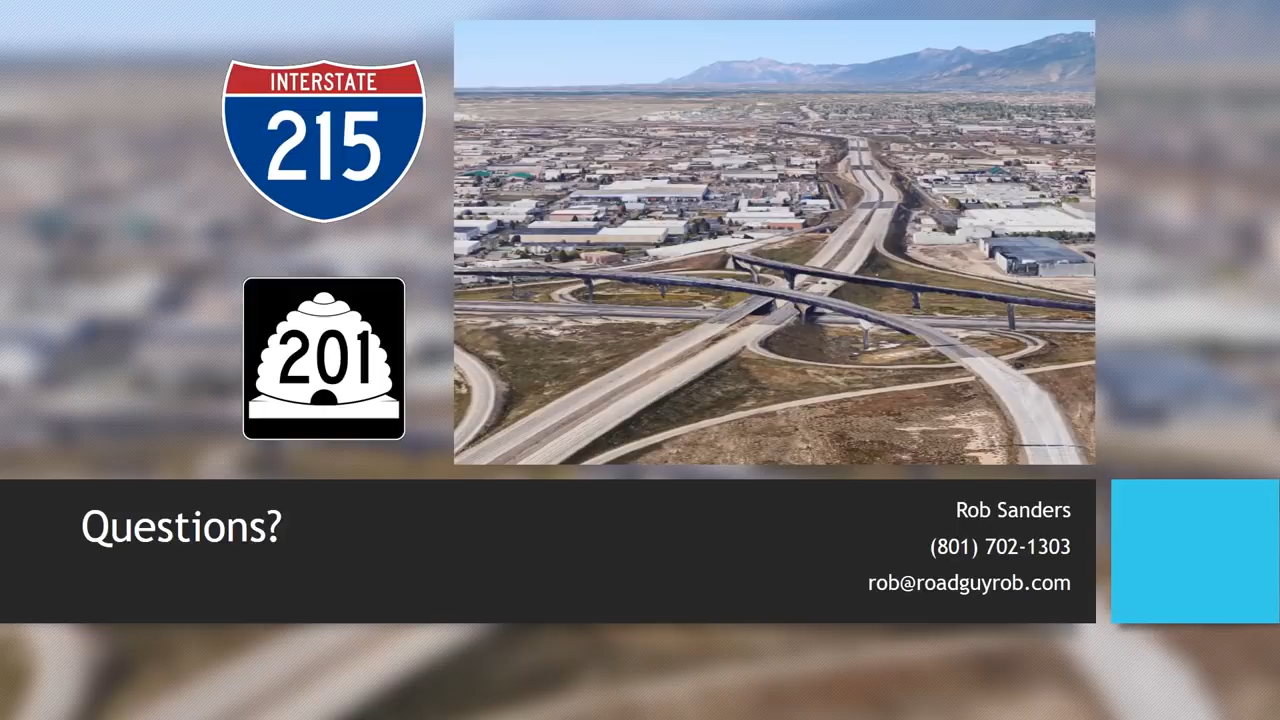 INTERSTATE
215
201
Questions?
Rob Sanders
(801) 702-1303
rob@roadguyrob.com